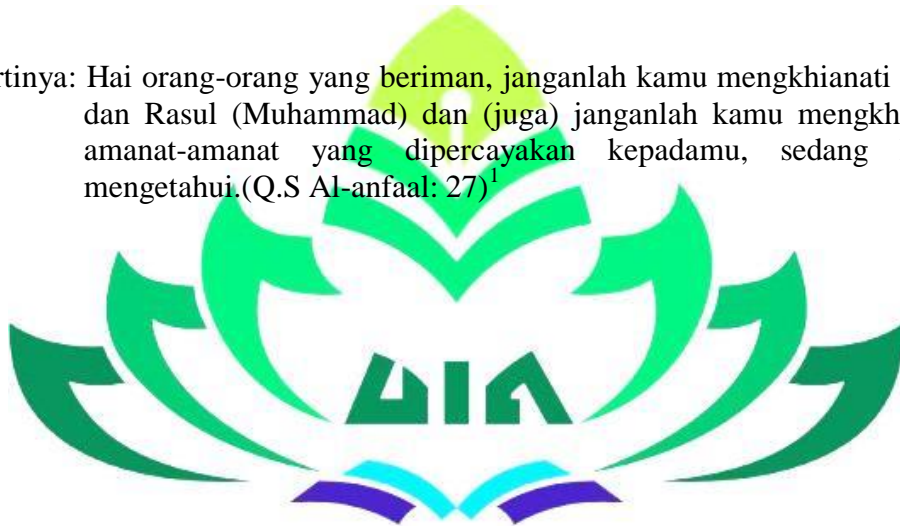 rtinya: Hai orang-orang yang beriman, janganlah kamu mengkhianati
dan Rasul (Muhammad) dan (juga) janganlah kamu mengkh
amanat-amanat yang dipercayakan kepadamu, sedang
mengetahui.(Q.S Al-anfaal: 27)1
UIN